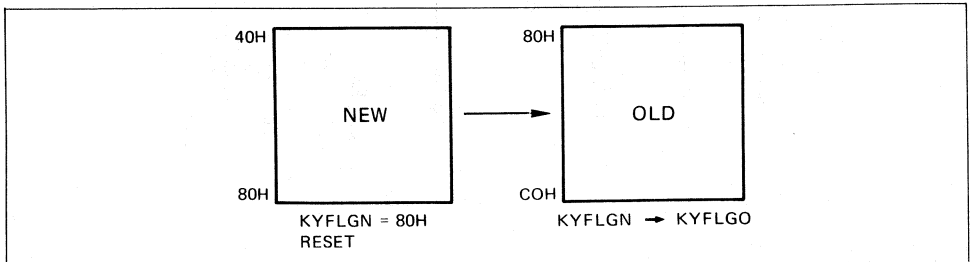 40H
NEW
80H
KYFLGN = 80H
RESET
80H
OLD
COH
KYFLGN → KYFLGO